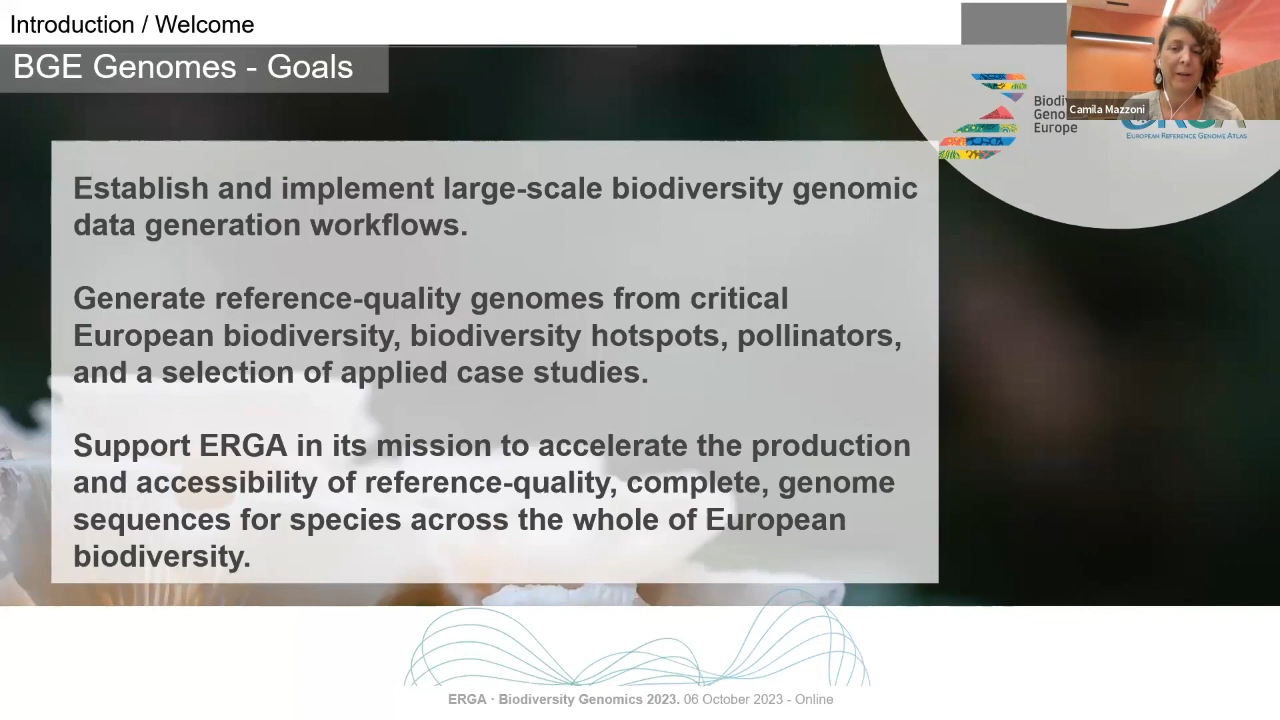 Introduction / Welcome
BGE Genomes - Goals
Camila Mazzoni
Europe
EUROPEAN REFERENCE GENOME ATLAS
Establish and implement large-scale biodiversity genomic
data generation workflows.
Generate reference-quality genomes from critical
European biodiversity, biodiversity hotspots, pollinators,
and a selection of applied case studies.
Support ERGA in its mission to accelerate the production
and accessibility of reference-quality, complete, genome
sequences for species across the whole of European
biodiversity.
ERGA · Biodiversity Genomics 2023. 06 October 2023 - Online